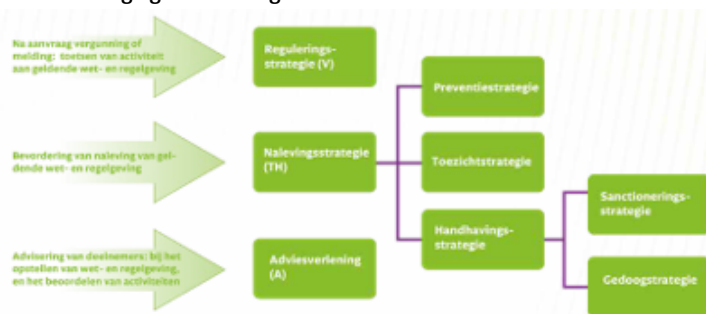 Na aanvraag vergunning of
melding: toetsen van activiteit
aan geldende wet- en regelgeving
Regulerings-
strategie (V)
Preventiestrategie
Bevordering van naleving van gel-
dende wet- en regelgeving
Nalevingsstrategie
(TH)
Toezichtstrategie
Sanctionerings-
strategie
Handhavings-
strategie
Advisering van deelnemers: bij het
opstellen van wet- en regelgeving,
en het beoordelen van activiteiten
Adviesverlening
(A)
Gedoogstrategie